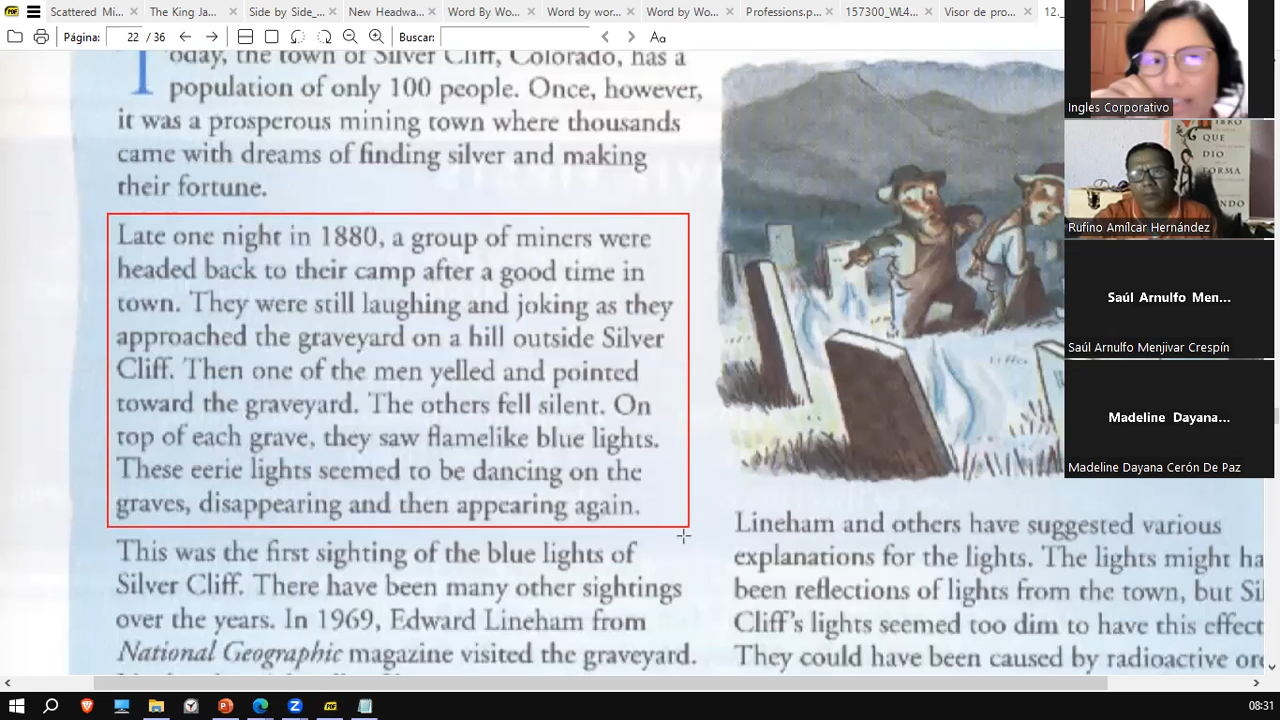 Scattered Mi...
The King Ja...
Side by Side_...
New Headwa...
Word By Wo...
Word by wor...
Word by Wo...
Professions.p...
157300_WL4...
Visor de pro...
12._
Página: 22 / 36
Buscar:
Today, the town of Silver Cliff, Colorado, has a
population of only 100 people. Once, however,
it was a prosperous mining town where thousands
came with dreams of finding silver and making
their fortune.
Late one night in 1880, a group of miners were
headed back to their camp after a good time in
town. They were still laughing and joking as they
approached the graveyard on a hill outside Silver
Cliff. Then one of the men yelled and pointed
toward the graveyard. The others fell silent. On
top of each grave, they saw flamelike blue lights.
These eerie lights seemed to be dancing on the
graves, disappearing and then appearing again.
This was the first sighting of the blue lights of
Silver Cliff. There have been many other sightings
over the years. In 1969, Edward Lineham from
National Geographic magazine visited the graveyard.
Lineham and others have suggested various
explanations for the lights. The lights might ha
been reflections of lights from the town, but Sil
Cliff's lights seemed too dim to have this effect
They could have been caused by radioactive ore
Ingles Corporativo
QUE
DIO
FORMA
Rufino Amílcar Hernández
Saúl Arnulfo Men...
Saúl Arnulfo Menjivar Crespín
Madeline Dayana...
Madeline Dayana Cerón De Paz
08:31